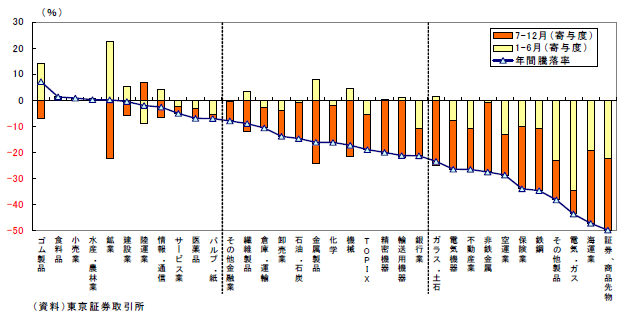 (%)
30
20
10
0
-10
-20
-30
-40
-50
7-12月(寄与度)
1-6月(寄与度)
年間騰落率
ゴム製品
食料品
小売業
水産・農林業
鉱業
建設業
陸運業
情報・通信
サービス業
医薬品
パルプ・紙
その他金融業
繊維製品
倉庫・運輸
卸売業
石油・石炭
金属製品
化学
機械
TOPIX
精密機器
輸送用機器
銀行業
ガラス・土石
電気機器
不動産業
非鉄金属
空運業
保険業
鉄鋼
その他製品
電気・ガス
海運業
証券、商品先物
(資料)東京証券取引所